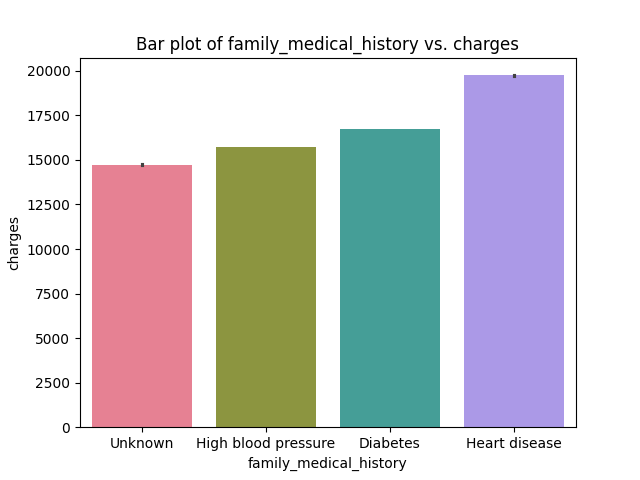 Bar plot of family_medical_history vs. charges
20000
17500
15000
12500
10000
7500
5000
2500
0
charges
Unknown High blood pressure Diabetes Heart disease
family_medical_history